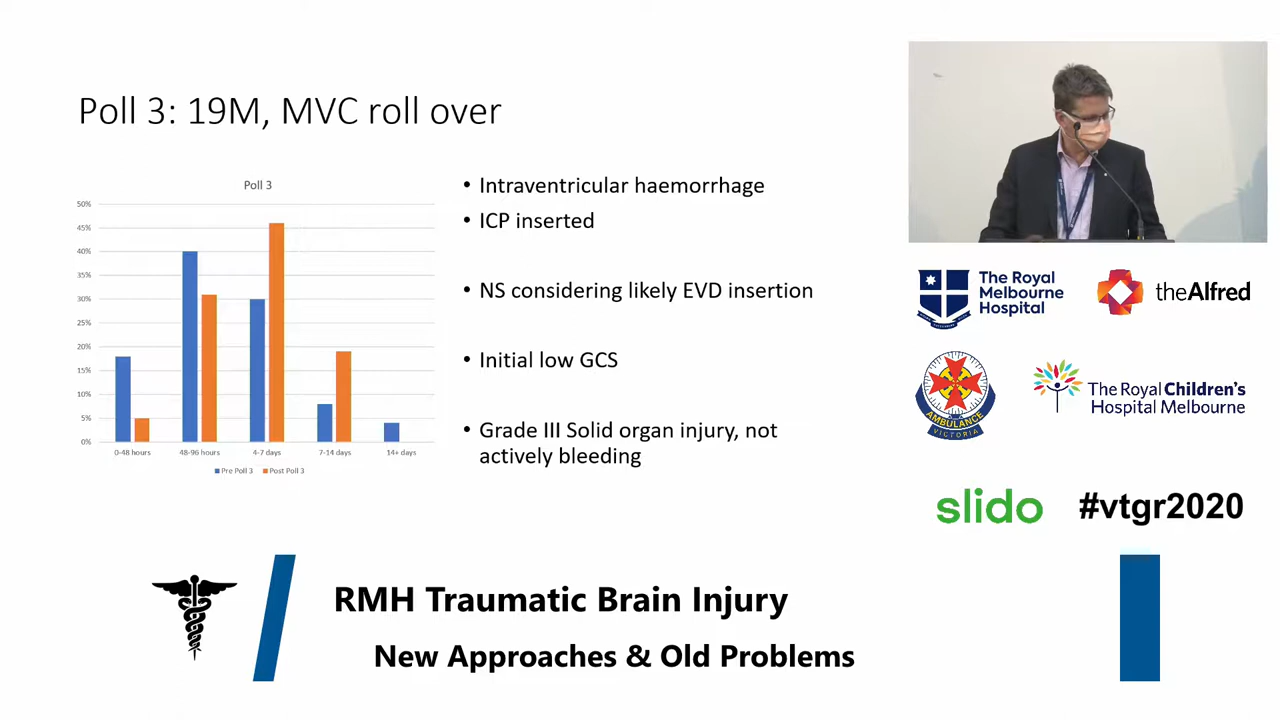 Poll 3: 19M, MVC roll over
Poll 3
50%
45%
40%
35%
30%
25%
20%
15%
10%
5%
0%
0-48 hours
48-96 hours
4-7 days
7-14 days
14+ days
Pre Poll 3
Post Poll 3
• Intraventricular haemorrhage
• ICP inserted
• NS considering likely EVD insertion
• Initial low GCS
• Grade III Solid organ injury, not
actively bleeding
The Royal
Melbourne
Hospital
theAlfred
AMBULANCE
VICTORIA
The Royal Children's
Hospital Melbourne
slido
#vtgr2020
RMH Traumatic Brain Injury
New Approaches & Old Problems